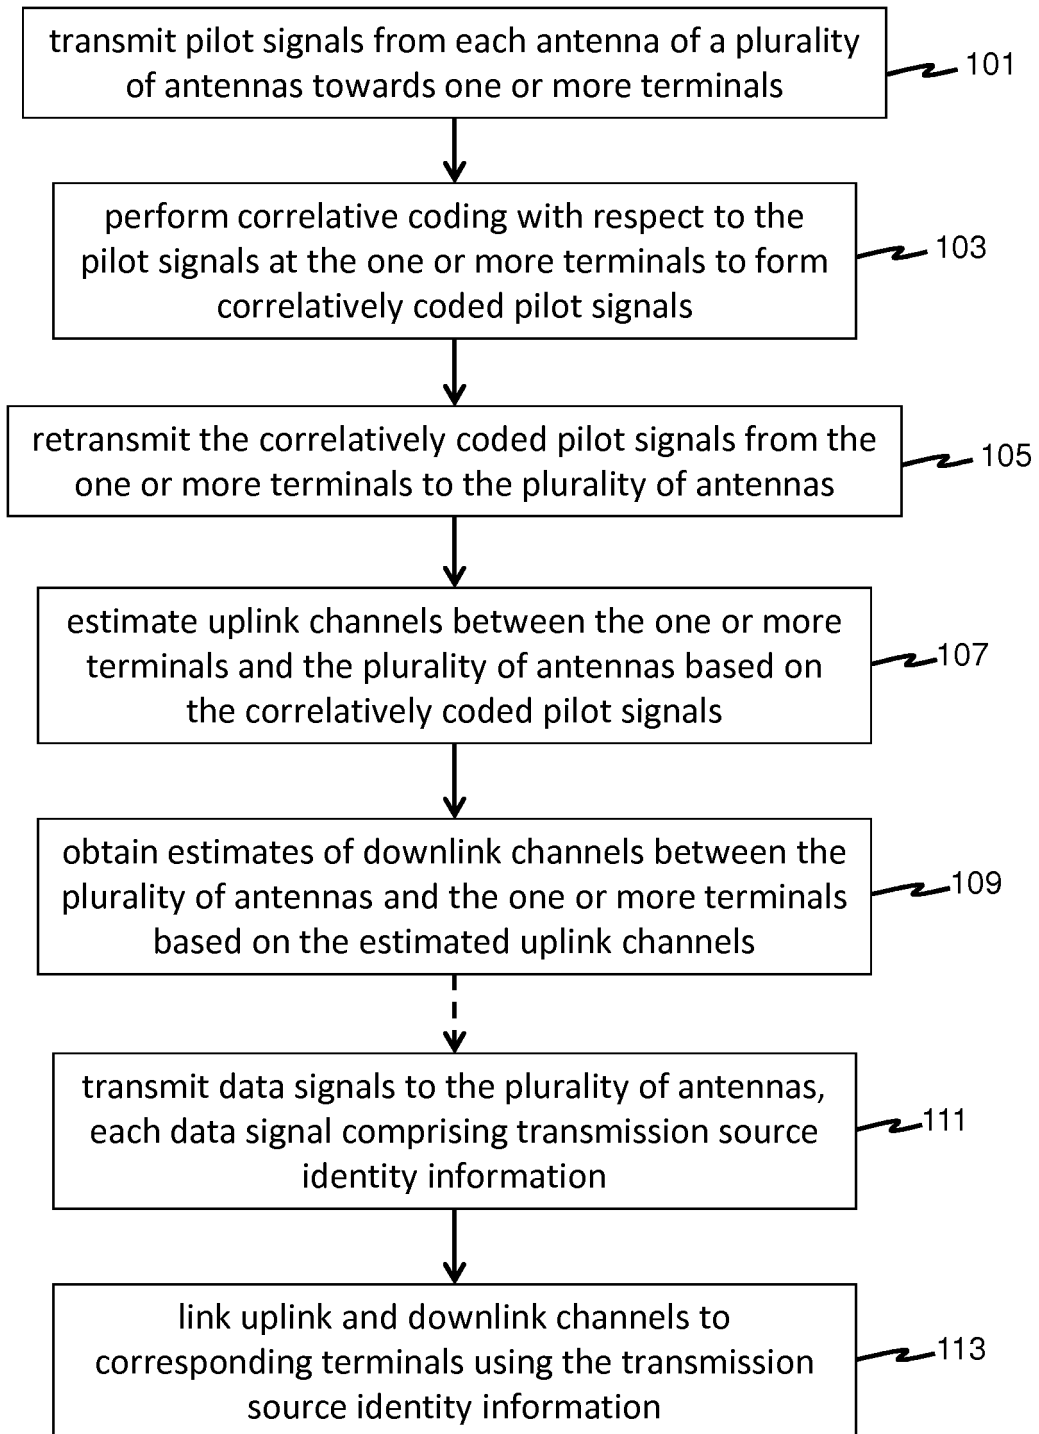 transmit pilot signals from each antenna of a plurality
of antennas towards one or more terminals
101
perform correlative coding with respect to the
pilot signals at the one or more terminals to form
correlatively coded pilot signals
103
retransmit the correlatively coded pilot signals from the
one or more terminals to the plurality of antennas
105
estimate uplink channels between the one or more
terminals and the plurality of antennas based on
the correlatively coded pilot signals
107
obtain estimates of downlink channels between the
plurality of antennas and the one or more terminals
based on the estimated uplink channels
109
transmit data signals to the plurality of antennas,
each data signal comprising transmission source
identity information
111
link uplink and downlink channels to
corresponding terminals using the transmission
source identity information
113